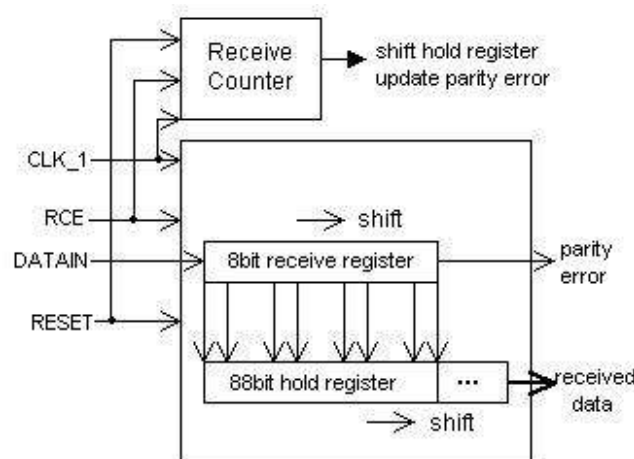 Receive
Counter
shift hold register
update parity error
CLK_1
RCE
shift
DATAIN
8bit receive register
parity
error
RESET
88bit hold register
...
received
data
shift